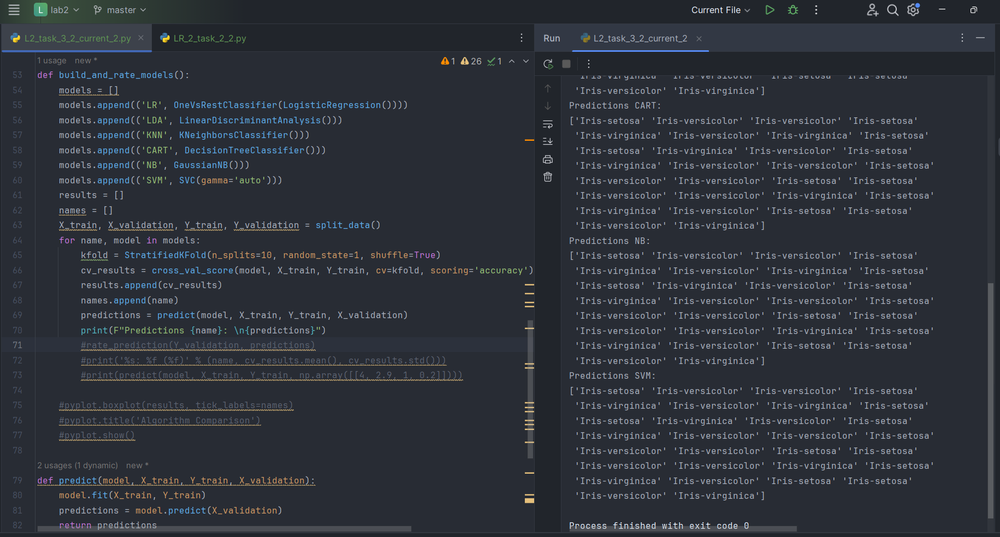 L lab2 master Current File
L2_task_3_2_current_2.py LR_2_task_2_2.py Run L2_task_3_2_current_2
1 usage new * 1 26 1
53 def build_and_rate_models():
54 models = []
55 models.append(('LR', OneVsRestClassifier(LogisticRegression())))
56 models.append(('LDA', LinearDiscriminantAnalysis()))
57 models.append(('KNN', KNeighborsClassifier()))
58 models.append(('CART', DecisionTreeClassifier()))
59 models.append(('NB', GaussianNB()))
60 models.append(('SVM', SVC(gamma='auto')))
61 results = []
62 names = []
63 X_train, X_validation, Y_train, Y_validation = split_data()
64 for name, model in models:
65 kfold = StratifiedKFold(n_splits=10, random_state=1, shuffle=True)
66 cv_results = cross_val_score(model, X_train, Y_train, cv=kfold, scoring='accuracy')
67 results.append(cv_results)
68 names.append(name)
69 predictions = predict(model, X_train, Y_train, X_validation)
70 print(F"Predictions {name}: \n{predictions}")
71 #rate_prediction(Y_validation, predictions)
72 #print('%s: %f (%f)' % (name, cv_results.mean(), cv_results.std()))
73 #print(predict(model, X_train, Y_train, np.array([[4, 2.9, 1, 0.2]])))
74
75 #pyplot.boxplot(results, tick_labels=names)
76 #pyplot.title('Algorithm Comparison')
77 #pyplot.show()
78
2 usages (1 dynamic) new *
79 def predict(model, X_train, Y_train, X_validation):
80 model.fit(X_train, Y_train)
81 predictions = model.predict(X_validation)
82 return predictions
'Iris-virginica' 'Iris-versicolor' 'Iris-setosa' 'Iris-setosa'
'Iris-versicolor' 'Iris-virginica']
Predictions CART:
['Iris-setosa' 'Iris-versicolor' 'Iris-versicolor' 'Iris-setosa'
'Iris-virginica' 'Iris-versicolor' 'Iris-virginica' 'Iris-setosa'
'Iris-setosa' 'Iris-virginica' 'Iris-versicolor' 'Iris-setosa'
'Iris-virginica' 'Iris-versicolor' 'Iris-versicolor' 'Iris-setosa'
'Iris-versicolor' 'Iris-versicolor' 'Iris-setosa' 'Iris-setosa'
'Iris-versicolor' 'Iris-versicolor' 'Iris-virginica' 'Iris-setosa'
'Iris-virginica' 'Iris-versicolor' 'Iris-setosa' 'Iris-setosa'
'Iris-versicolor' 'Iris-virginica']
Predictions NB:
['Iris-setosa' 'Iris-versicolor' 'Iris-versicolor' 'Iris-setosa'
'Iris-virginica' 'Iris-versicolor' 'Iris-virginica' 'Iris-setosa'
'Iris-setosa' 'Iris-virginica' 'Iris-versicolor' 'Iris-setosa'
'Iris-virginica' 'Iris-versicolor' 'Iris-versicolor' 'Iris-setosa'
'Iris-versicolor' 'Iris-versicolor' 'Iris-setosa' 'Iris-setosa'
'Iris-versicolor' 'Iris-versicolor' 'Iris-virginica' 'Iris-setosa'
'Iris-virginica' 'Iris-versicolor' 'Iris-setosa' 'Iris-setosa'
'Iris-versicolor' 'Iris-virginica']
Predictions SVM:
['Iris-setosa' 'Iris-versicolor' 'Iris-versicolor' 'Iris-setosa'
'Iris-virginica' 'Iris-versicolor' 'Iris-virginica' 'Iris-setosa'
'Iris-setosa' 'Iris-virginica' 'Iris-versicolor' 'Iris-setosa'
'Iris-virginica' 'Iris-versicolor' 'Iris-versicolor' 'Iris-setosa'
'Iris-versicolor' 'Iris-versicolor' 'Iris-setosa' 'Iris-setosa'
'Iris-versicolor' 'Iris-versicolor' 'Iris-virginica' 'Iris-setosa'
'Iris-virginica' 'Iris-versicolor' 'Iris-setosa' 'Iris-setosa'
'Iris-versicolor' 'Iris-virginica']
Process finished with exit code 0